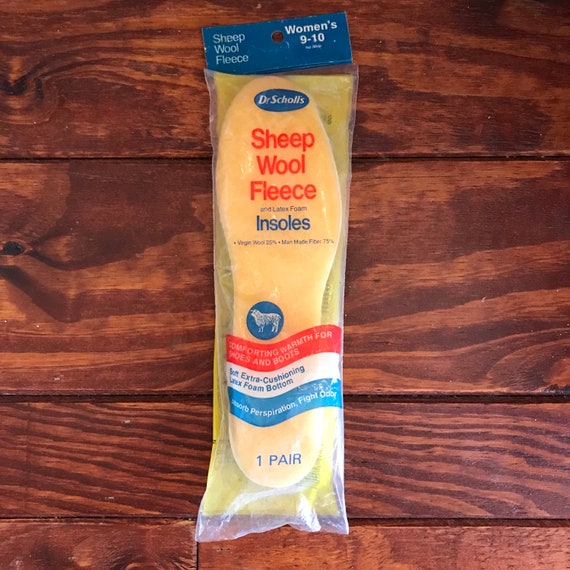 Sheep
Wool
Fleece
Women's
9-10
Dr Scholl's
Sheep
Wool
Fleece
and Latex Foam
Insoles
• Virgin Wool 25% • Man Made Fiber 75%
COMFORTING WARMTH FOR
SHOES AND BOOTS
Soft Extra-Cushioning
Latex Foam Bottom
Absorb Perspiration, Fight Odor
1 PAIR